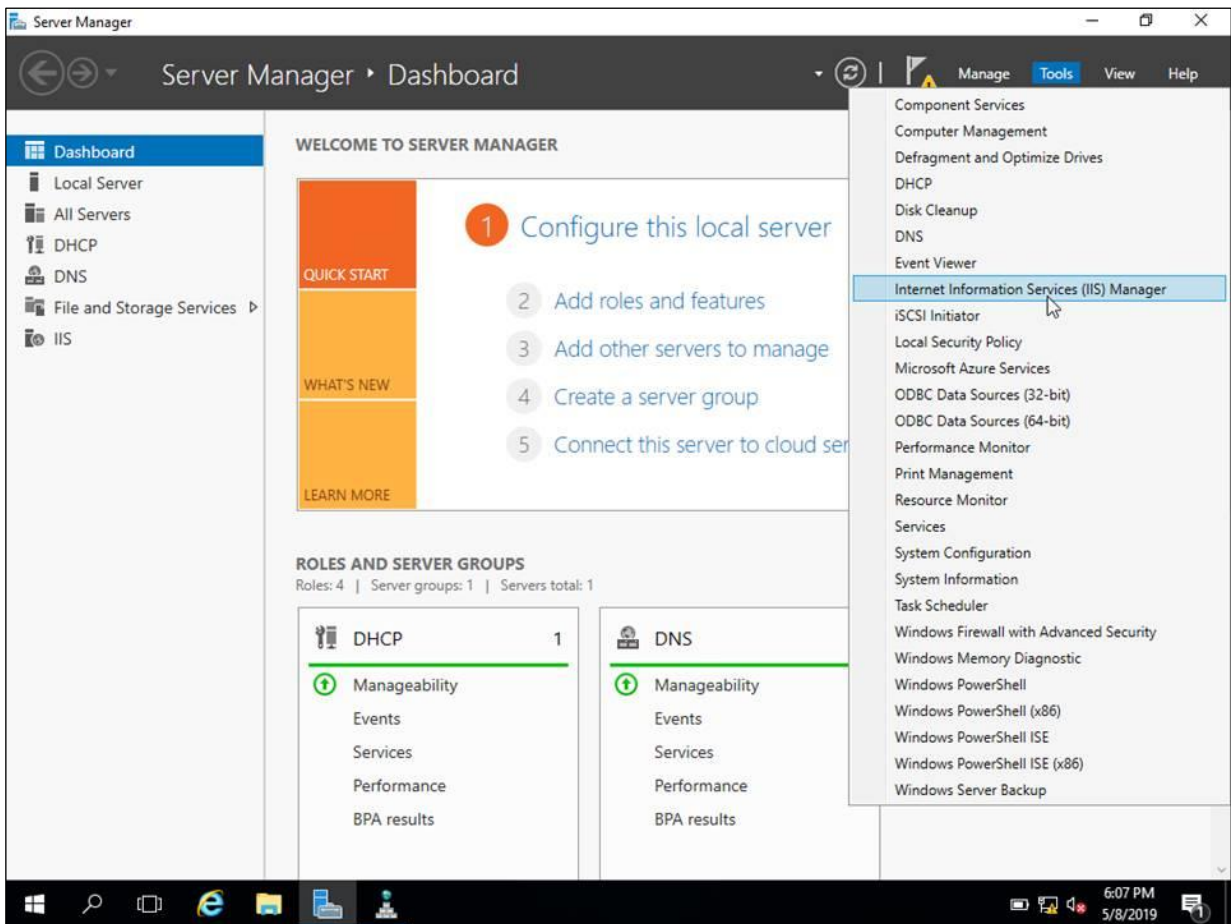 Server Manager
Server Manager ‣ Dashboard
Manage Tools View Help
Dashboard
Local Server
All Servers
DHCP
DNS
File and Storage Services
IIS
WELCOME TO SERVER MANAGER
QUICK START
WHAT'S NEW
LEARN MORE
1 Configure this local server
2 Add roles and features
3 Add other servers to manage
4 Create a server group
5 Connect this server to cloud ser
ROLES AND SERVER GROUPS
Roles: 4 | Server groups: 1 | Servers total: 1
DHCP 1
Manageability
Events
Services
Performance
BPA results
DNS
Manageability
Events
Services
Performance
BPA results
Component Services
Computer Management
Defragment and Optimize Drives
DHCP
Disk Cleanup
DNS
Event Viewer
Internet Information Services (IIS) Manager
iSCSI Initiator
Local Security Policy
Microsoft Azure Services
ODBC Data Sources (32-bit)
ODBC Data Sources (64-bit)
Performance Monitor
Print Management
Resource Monitor
Services
System Configuration
System Information
Task Scheduler
Windows Firewall with Advanced Security
Windows Memory Diagnostic
Windows PowerShell
Windows PowerShell (x86)
Windows PowerShell ISE
Windows PowerShell ISE (x86)
Windows Server Backup
6:07 PM
5/8/2019
1